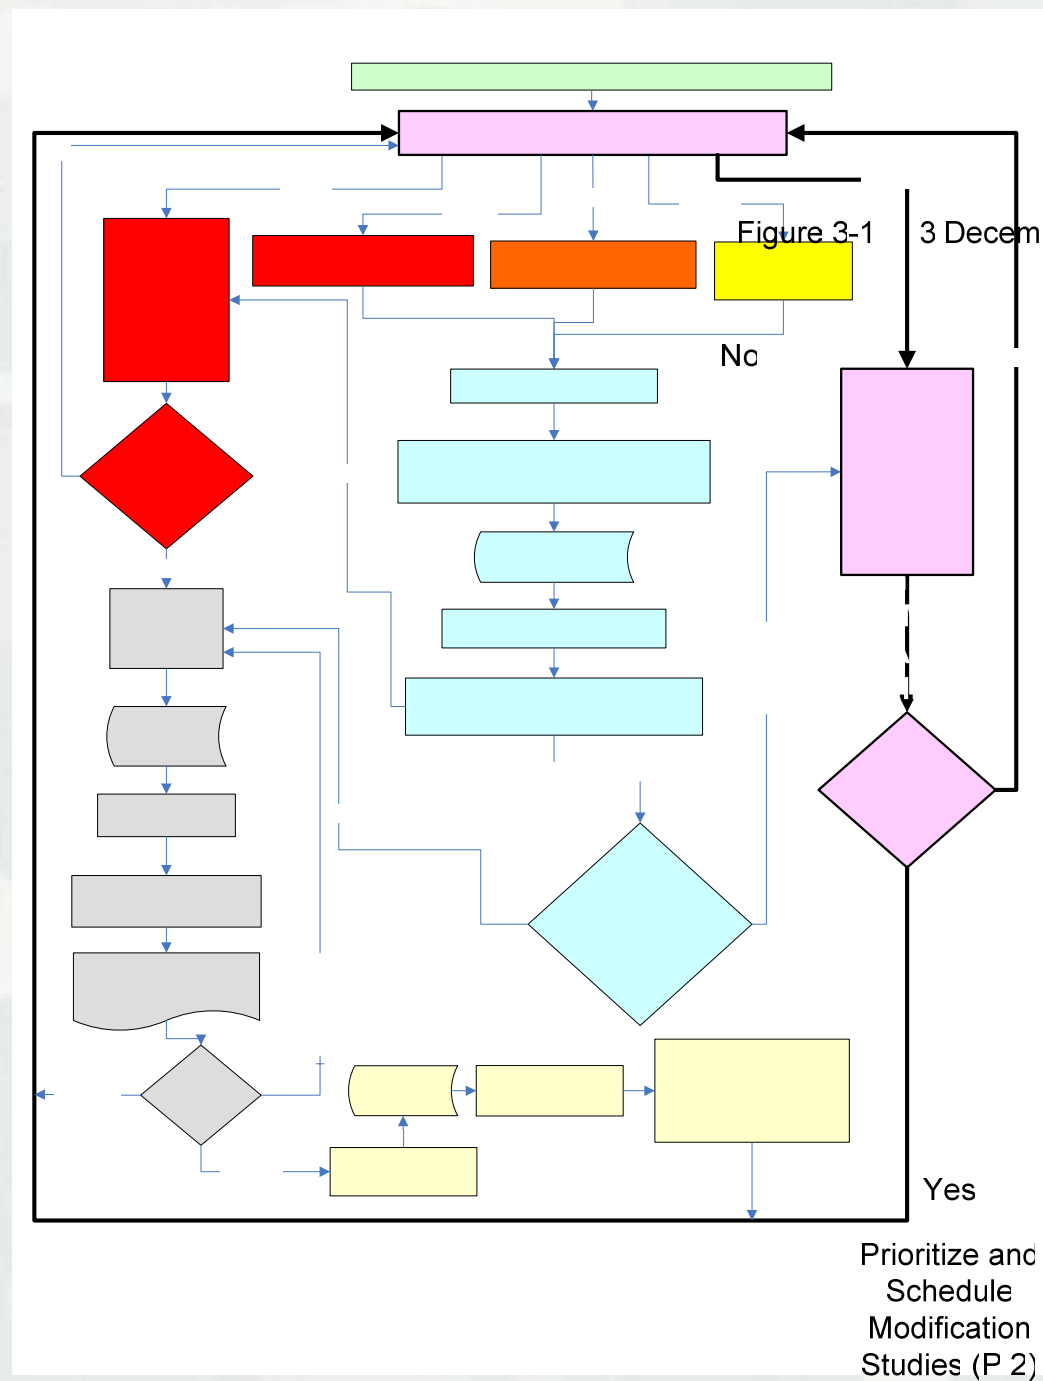 Figure 3-1
3 Decem
No
Yes
Prioritize and
Schedule
Modification
Studies (P 2)